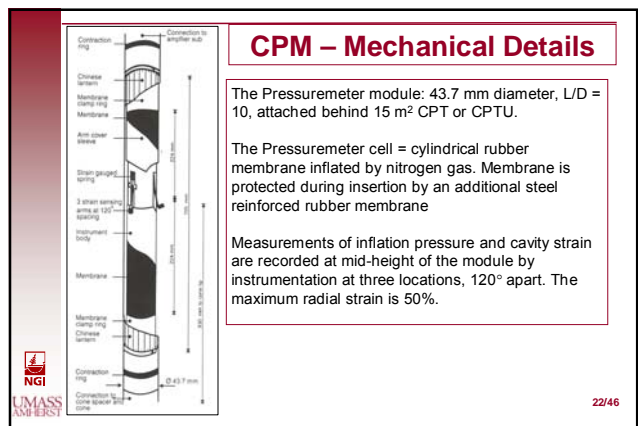 CPM – Mechanical Details
Connection to
amplifier sub
Contraction
ring
Chinese
lantern
Membrane
clamp ring
Membrane
Arm cover
sleeve
Strain gauged
spring
3 strain sensing
arms at 120°
spacing
Instrument
body
Membrane
Membrane
clamp ring
Chinese
lantern
Contraction
ring
Ø 43.7 mm
Connection to
cone spacer and
cone
The Pressuremeter module: 43.7 mm diameter, L/D =
10, attached behind 15 m² CPT or CPTU.
The Pressuremeter cell = cylindrical rubber
membrane inflated by nitrogen gas. Membrane is
protected during insertion by an additional steel
reinforced rubber membrane
Measurements of inflation pressure and cavity strain
are recorded at mid-height of the module by
instrumentation at three locations, 120° apart. The
maximum radial strain is 50%.
NGI
UMASS
AMHERST
22/46